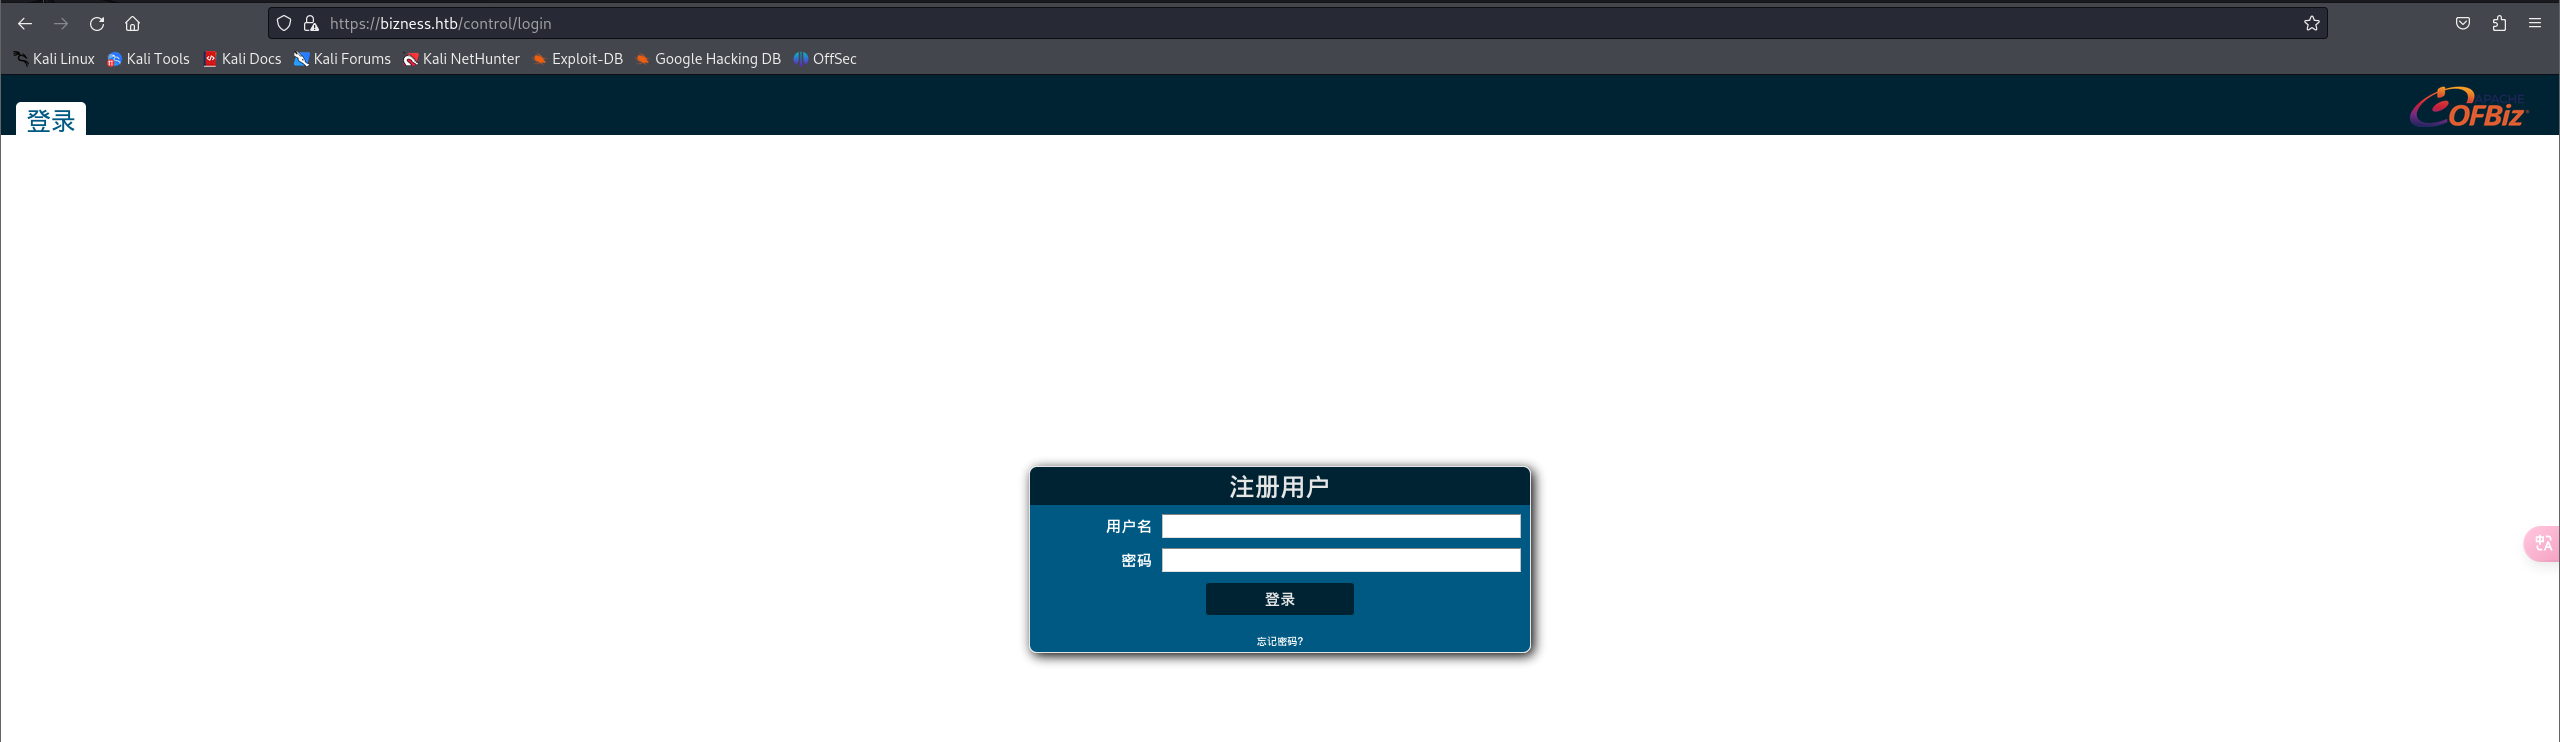 https://bizness.htb/control/login
Kali Linux Kali Tools Kali Docs Kali Forums Kali NetHunter Exploit-DB Google Hacking DB OffSec
登录
APACHE
OFBiz
注册用户
用户名
密码
登录
忘记密码?